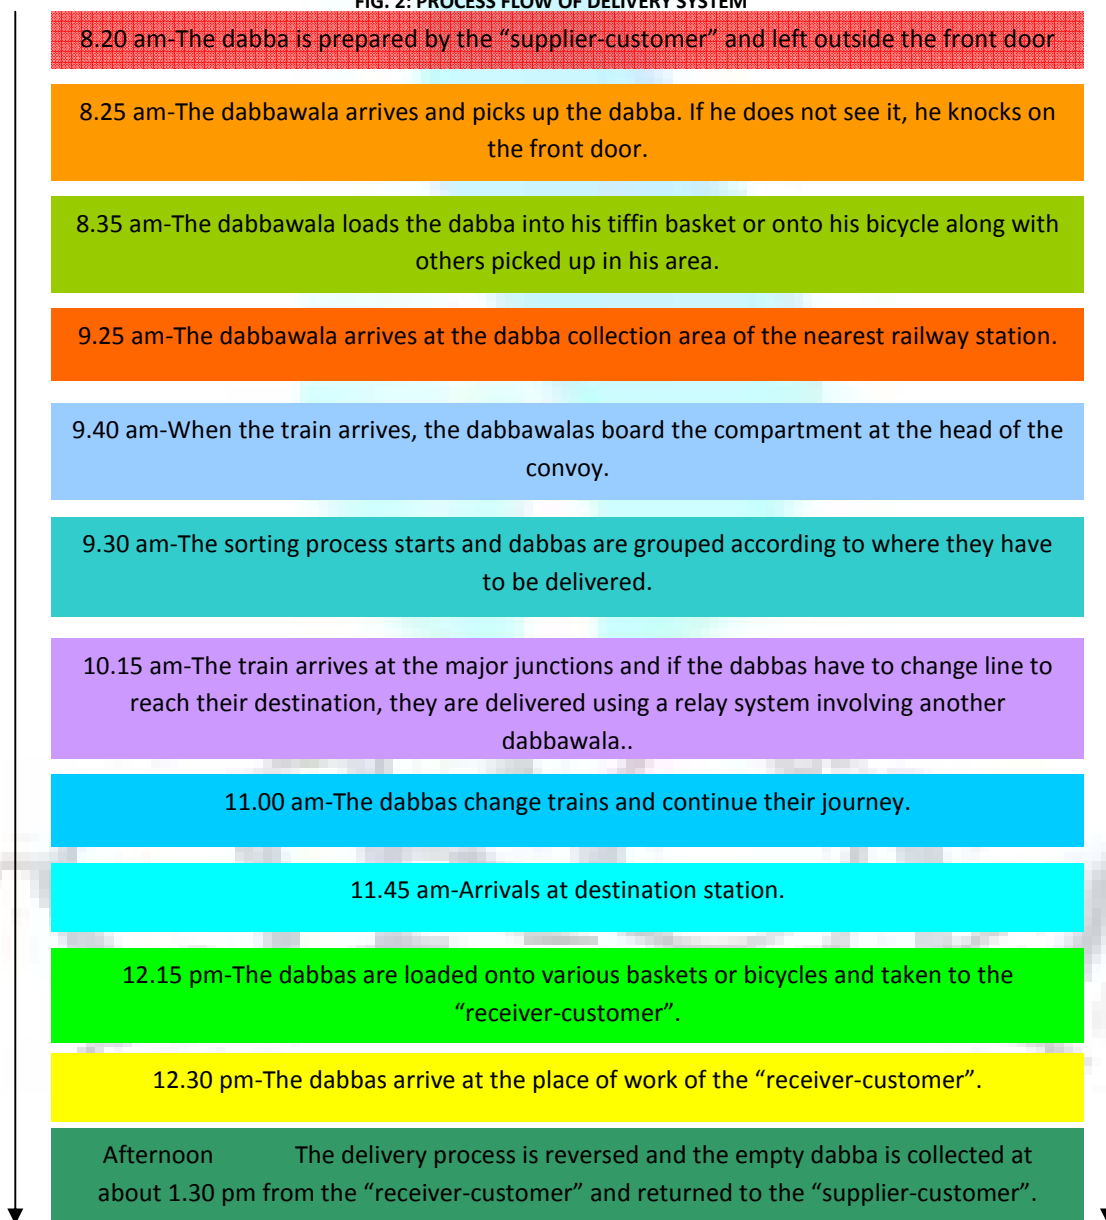 FIG. 2: PROCESS FLOW OF DELIVERY SYSTEM
8.20 am-The dabba is prepared by the “supplier-customer” and left outside the front door
8.25 am-The dabbawala arrives and picks up the dabba. If he does not see it, he knocks on
the front door.
8.35 am-The dabbawala loads the dabba into his tiffin basket or onto his bicycle along with
others picked up in his area.
9.25 am-The dabbawala arrives at the dabba collection area of the nearest railway station.
9.40 am-When the train arrives, the dabbawalas board the compartment at the head of the
convoy.
9.30 am-The sorting process starts and dabbas are grouped according to where they have
to be delivered.
10.15 am-The train arrives at the major junctions and if the dabbas have to change line to
reach their destination, they are delivered using a relay system involving another
dabbawala..
11.00 am-The dabbas change trains and continue their journey.
11.45 am-Arrivals at destination station.
12.15 pm-The dabbas are loaded onto various baskets or bicycles and taken to the
“receiver-customer”.
12.30 pm-The dabbas arrive at the place of work of the “receiver-customer”.
Afternoon The delivery process is reversed and the empty dabba is collected at
about 1.30 pm from the “receiver-customer” and returned to the “supplier-customer”.